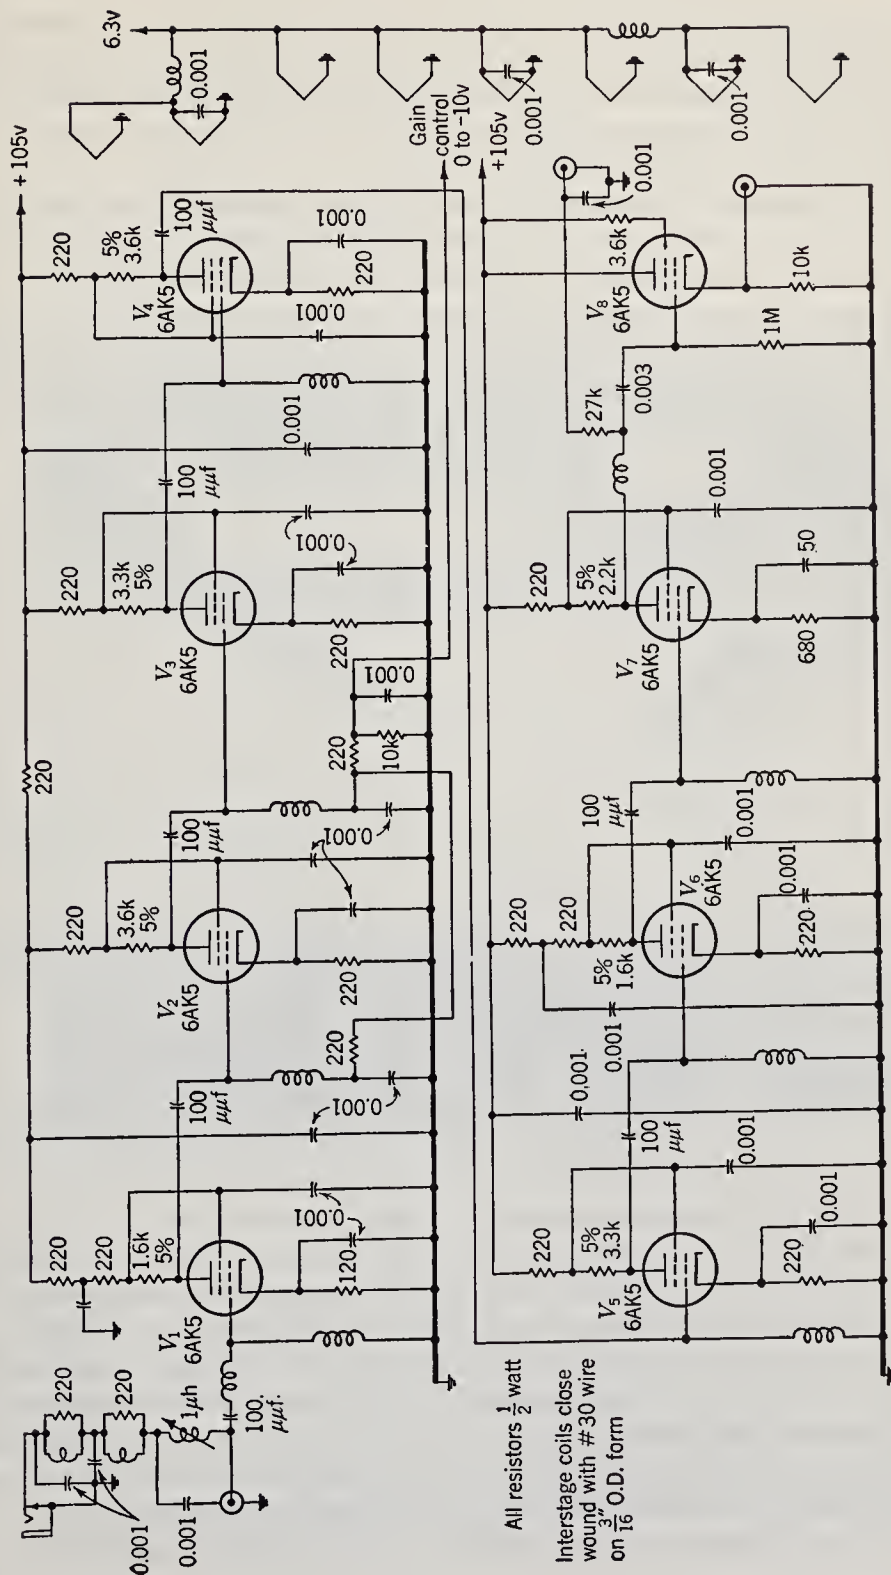 220
220
0.001
0.001
1μh
100.
μμf.
+105v
220
220
1.6k
5%
V1
6AK5
120
0.001
100
μμf
0.001
220
220
3.6k
5%
V2
6AK5
220
0.001
100
μμf
220
220
10k
0.001
220
3.3k
5%
V3
6AK5
220
0.001
100
μμf
0.001
220
5%
3.6k
V4
6AK5
0.001
220
0.001
100
μμf
6.3v
0.001
0.001
0.001
Gain
control
0 to -10v
+105v
All resistors 1/2 watt
Interstage coils close
wound with #30 wire
on 3/16" O.D. form
220
5%
3.3k
V5
6AK5
220
0.001
0.001
100
μμf
0,001
0.001
220
220
5%
1.6k
V6
6AK5
220
0.001
0.001
100
μμf
220
5%
2.2k
V7
6AK5
680
50
0.001
27k
0.003
1M
V8
6AK5
3.6k
10k
0.001